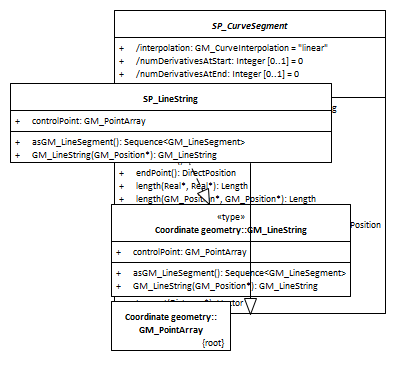 SP_CurveSegment
+ /interpolation: GM_CurveInterpolation = "linear"
+ /numDerivativesAtStart: Integer [0..1] = 0
+ /numDerivativesAtEnd: Integer [0..1] = 0
SP_LineString
+ controlPoint: GM_PointArray
+ asGM_LineSegment(): Sequence<GM_LineSegment>
+ GM_LineString(GM_Position*): GM_LineString
+ endPoint(): DirectPosition
+ length(Real*, Real*): Length
+ length(GM_Position*, GM_Position*): Length
«type»
Coordinate geometry::GM_LineString
Position
+ controlPoint: GM_PointArray
+ asGM_LineSegment(): Sequence<GM_LineSegment>
+ GM_LineString(GM_Position*): GM_LineString
Coordinate geometry::
GM_PointArray
{root}